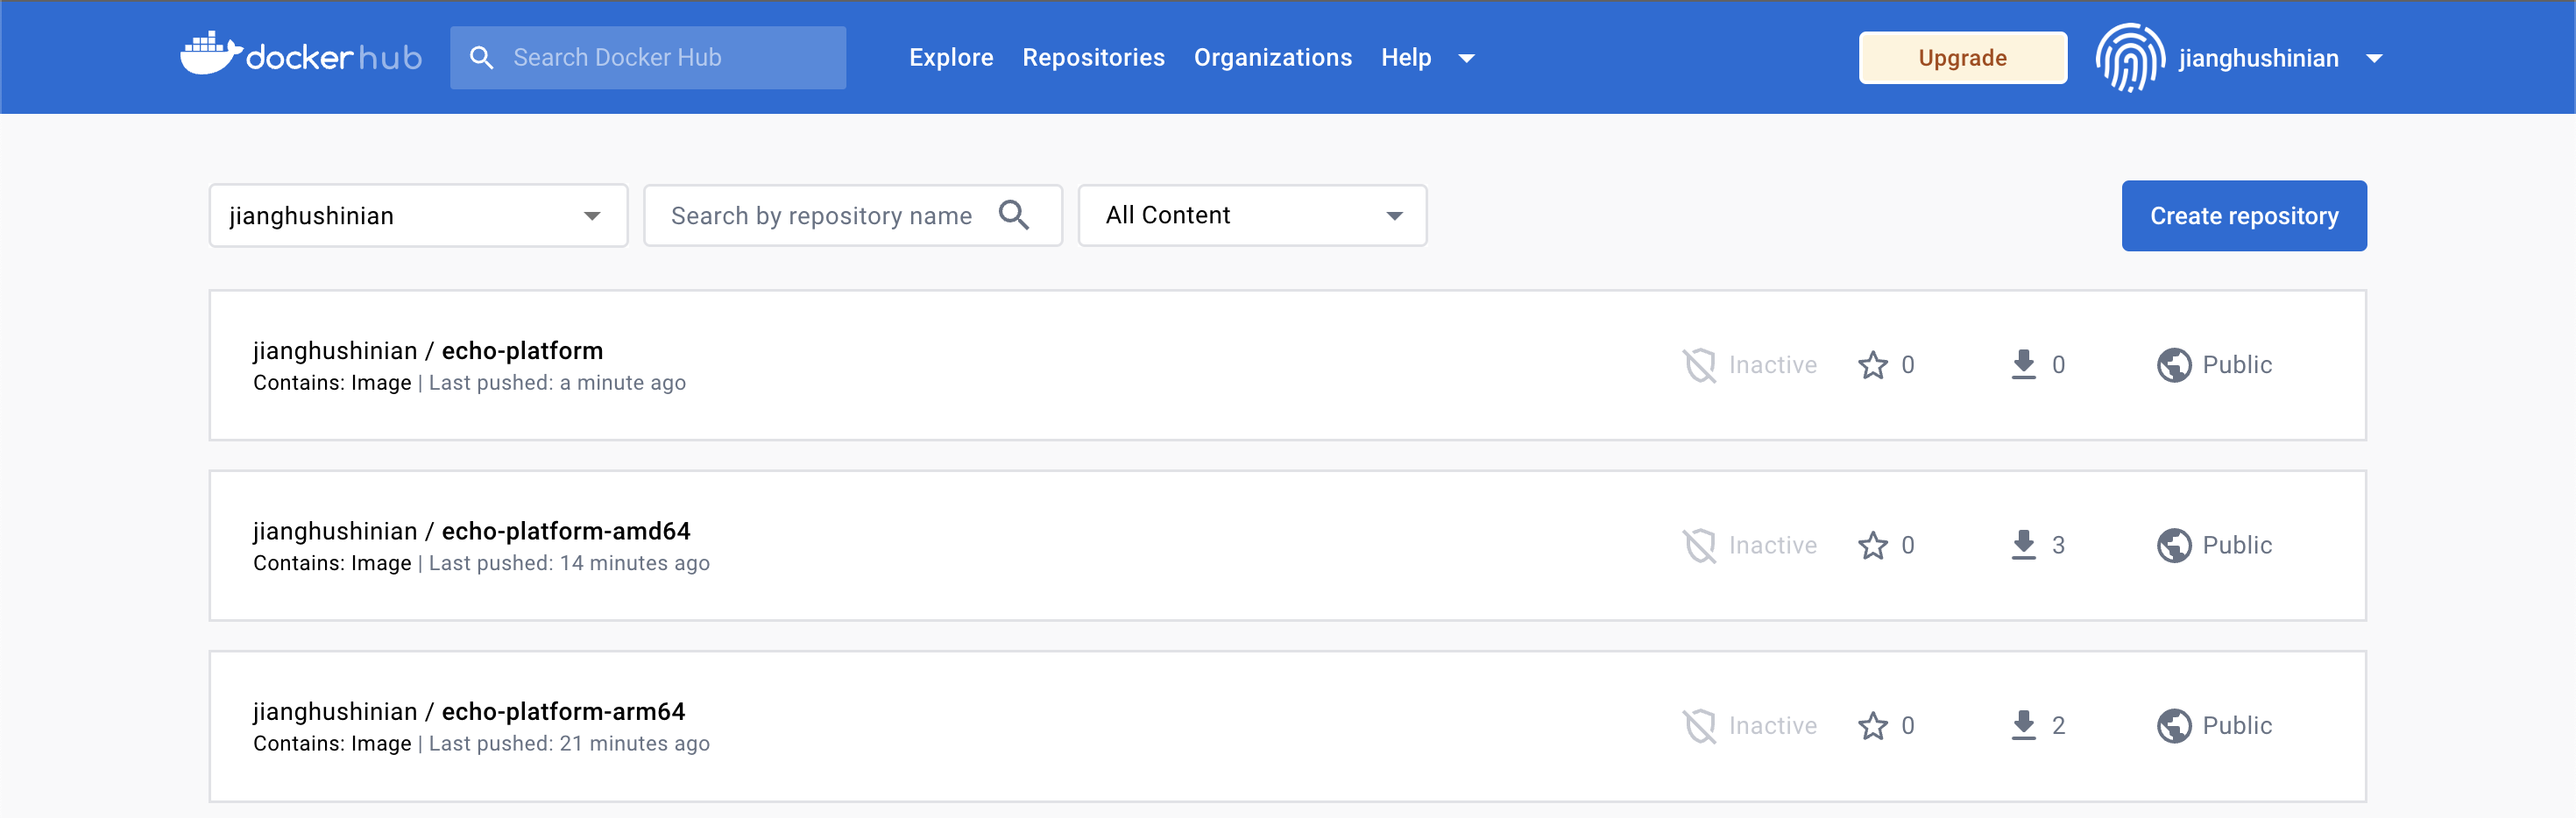 docker hub Search Docker Hub Explore Repositories Organizations Help Upgrade jianghushinian
jianghushinian Search by repository name All Content Create repository
jianghushinian / echo-platform
Contains: Image | Last pushed: a minute ago
Inactive 0 0 Public
jianghushinian / echo-platform-amd64
Contains: Image | Last pushed: 14 minutes ago
Inactive 0 3 Public
jianghushinian / echo-platform-arm64
Contains: Image | Last pushed: 21 minutes ago
Inactive 0 2 Public